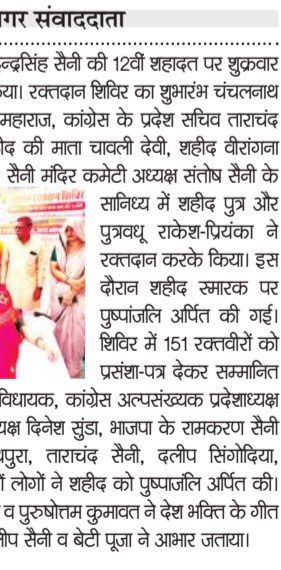 गर संवाददाता
न्द्रसिंह सैनी की 12वीं शहादत पर शुक्रवार
या। रक्तदान शिविर का शुभारंभ चंचलनाथ
महाराज, कांग्रेस के प्रदेश सचिव ताराचंद
ीद की माता चावली देवी, शहीद वीरांगना
सैनी मंदिर कमेटी अध्यक्ष संतोष सैनी के
सानिध्य में शहीद पुत्र और
पुत्रवधू राकेश-प्रियंका ने
रक्तदान करके किया। इस
दौरान शहीद स्मारक पर
पुष्पांजलि अर्पित की गई।
शिविर में 151 रक्तवीरों को
प्रसंशा-पत्र देकर सम्मानित
विधायक, कांग्रेस अल्पसंख्यक प्रदेशाध्यक्ष
यक्ष दिनेश सुंडा, भाजपा के रामकरण सैनी
पुरा, ताराचंद सैनी, दलीप सिंगोदिया,
ों लोगों ने शहीद को पुष्पाजंलि अर्पित की।
व पुरुषोत्तम कुमावत ने देश भक्ति के गीत
ीप सैनी व बेटी पूजा ने आभार जताया।